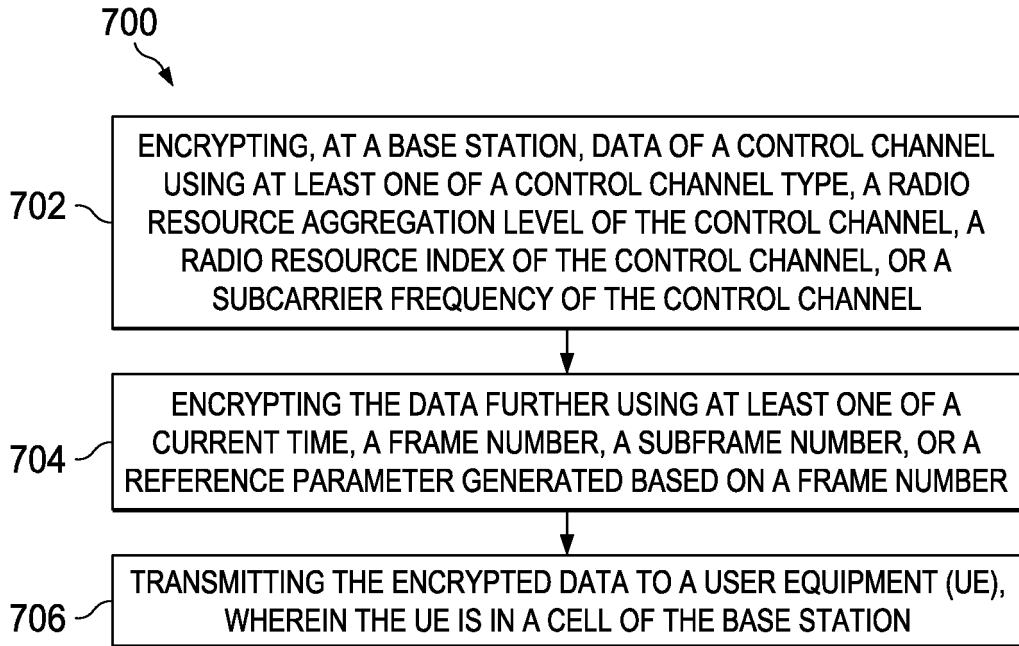 700
ENCRYPTING, AT A BASE STATION, DATA OF A CONTROL CHANNEL
USING AT LEAST ONE OF A CONTROL CHANNEL TYPE, A RADIO
702
RESOURCE AGGREGATION LEVEL OF THE CONTROL CHANNEL, A
RADIO RESOURCE INDEX OF THE CONTROL CHANNEL, OR A
SUBCARRIER FREQUENCY OF THE CONTROL CHANNEL
ENCRYPTING THE DATA FURTHER USING AT LEAST ONE OF A
704
CURRENT TIME, A FRAME NUMBER, A SUBFRAME NUMBER, OR A
REFERENCE PARAMETER GENERATED BASED ON A FRAME NUMBER
706
TRANSMITTING THE ENCRYPTED DATA TO A USER EQUIPMENT (UE),
WHEREIN THE UE IS IN A CELL OF THE BASE STATION